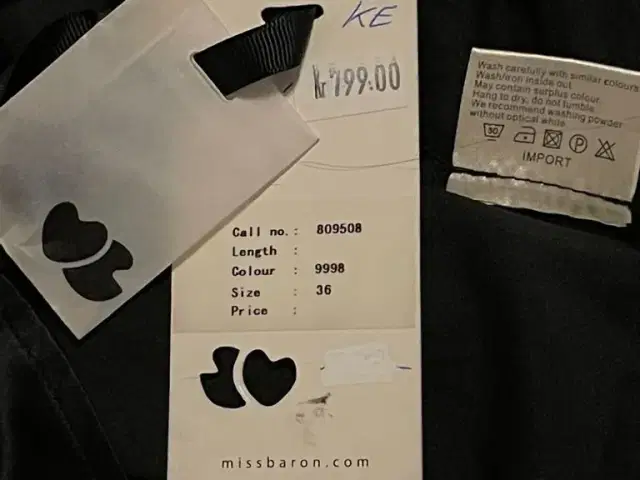 KE
kr799.00
Call no.: 809508
Length :
Colour : 9998
Size : 36
Price :
missbaron.com
Wash carefully with similar colours
Wash/iron inside out.
May contain surplus colour.
Hang to dry, do not tumble.
We recommend washing powder
without optical white.
30
P
IMPORT